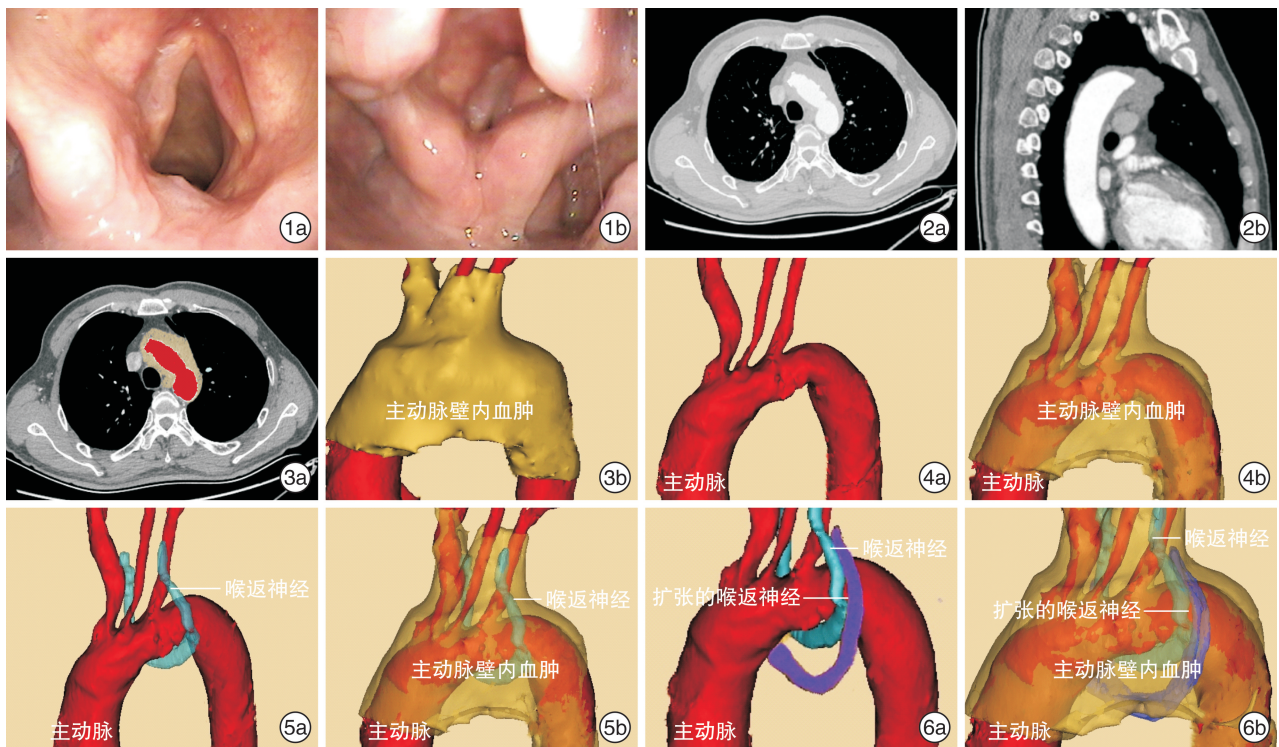 1a
1b
2a
2b
3a
主动脉壁内血肿
3b
主动脉
4a
主动脉壁内血肿
主动脉
4b
喉返神经
主动脉
5a
喉返神经
主动脉壁内血肿
主动脉
5b
喉返神经
扩张的喉返神经
主动脉
6a
喉返神经
扩张的喉返神经
主动脉壁内血肿
主动脉
6b